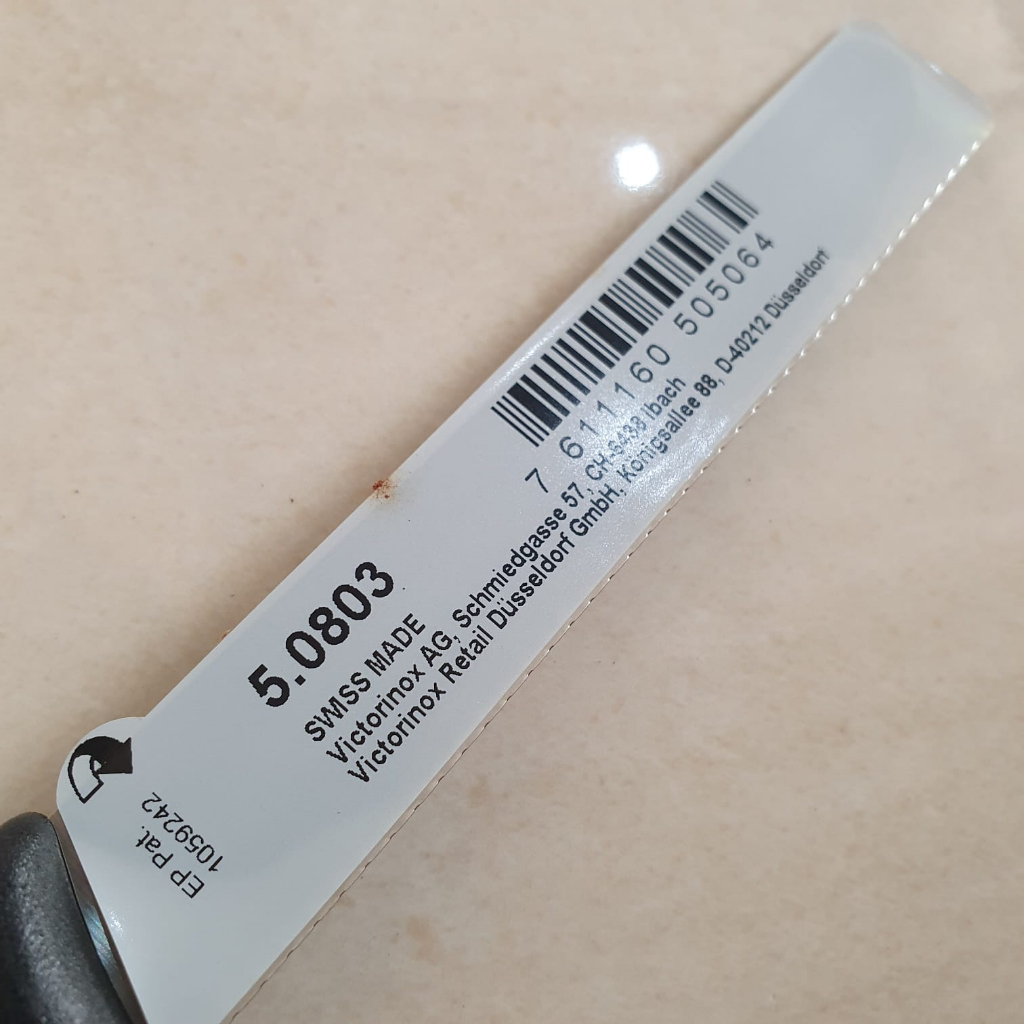 7 611160 505064
5.0803
SWISS MADE
Victorinox AG, Schmiedgasse 57, CH-6438 Ibach
Victorinox Retail Düsseldorf GmbH, Königsallee 88, D-40212 Düsseldorf
EP Pat.
1059242